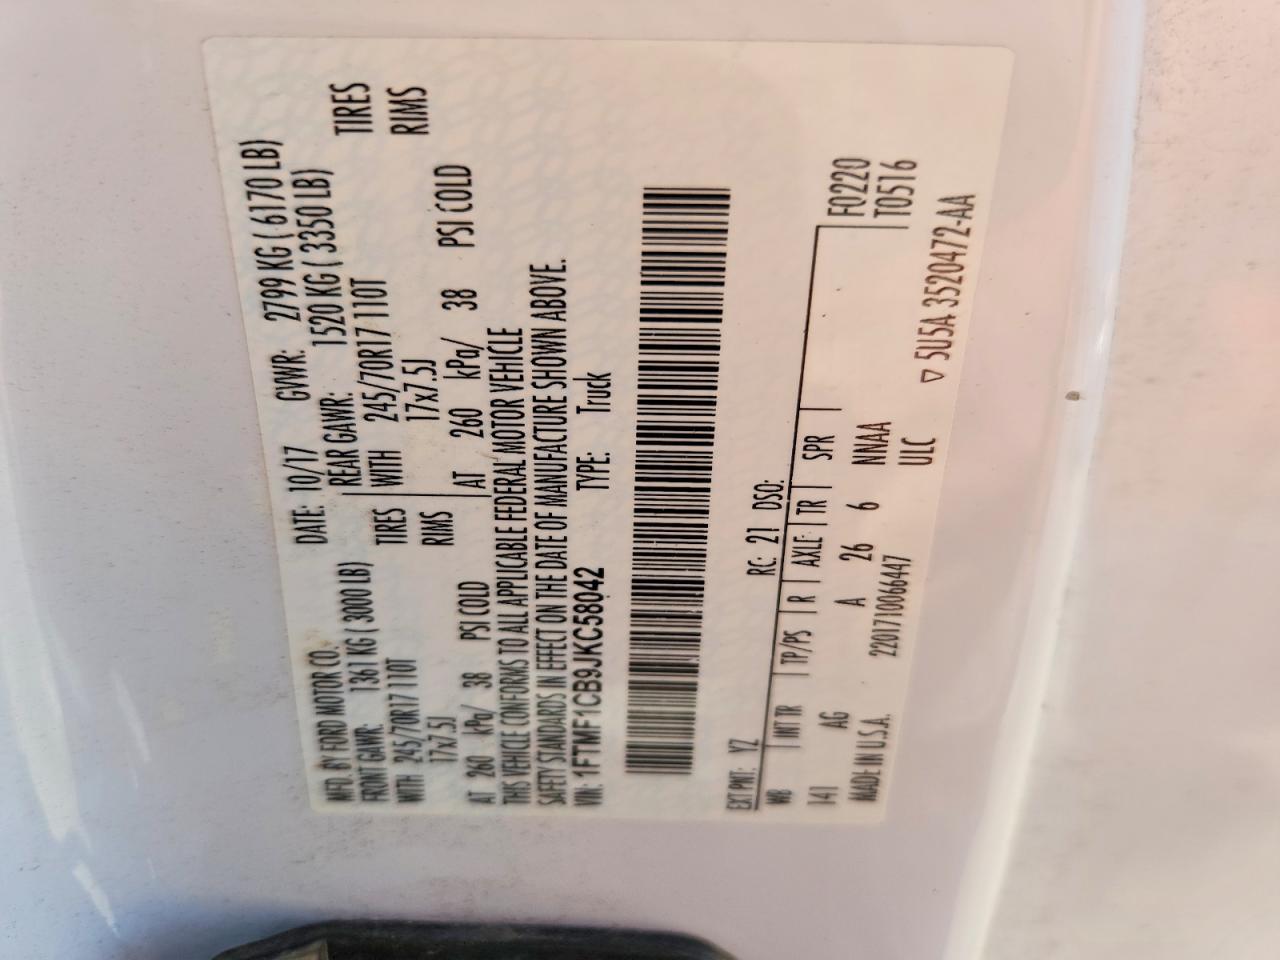 MFD. BY FORD MOTOR CO. DATE: 10/17 GVWR: 2799 KG ( 6170 LB)
FRONT GAWR: 1361 KG ( 3000 LB) REAR GAWR: 1520 KG ( 3350 LB)
WITH 245/70R17 110T TIRES WITH 245/70R17 110T TIRES
17x7.5J RIMS 17x7.5J RIMS
AT 260 kPa/ 38 PSI COLD AT 260 kPa/ 38 PSI COLD
THIS VEHICLE CONFORMS TO ALL APPLICABLE FEDERAL MOTOR VEHICLE
SAFETY STANDARDS IN EFFECT ON THE DATE OF MANUFACTURE SHOWN ABOVE.
VIN: 1FTMF1CB9JKC58042 TYPE: Truck
EXT PNT: YZ RC: 21 DSO:
WB INT TR TP/PS R AXLE TR SPR F0220
141 AG A 26 6 NNAA T0516
MADE IN U.S.A. 2201710066447 ULC
▽ 5U5A 3520472-AA